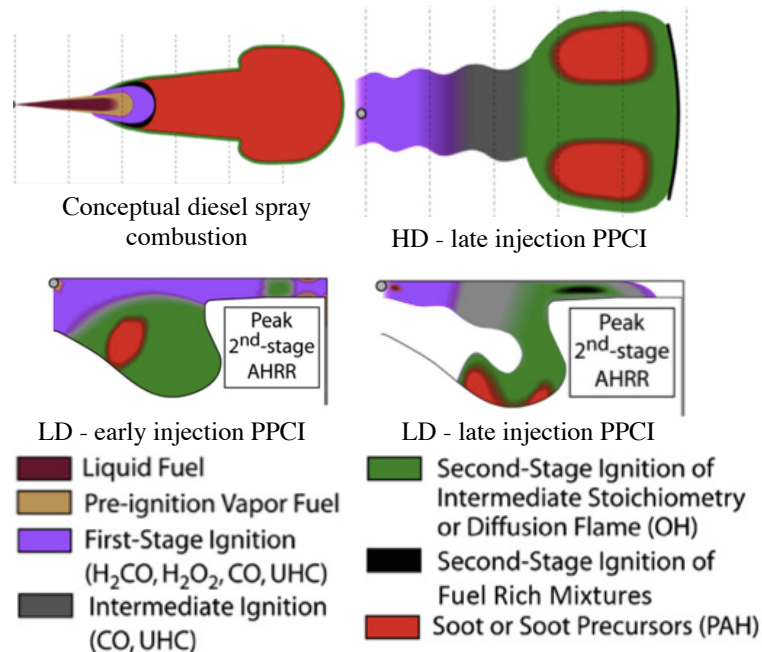 Conceptual diesel spray
combustion
HD - late injection PPCI
Peak
2nd-stage
AHRR
LD - early injection PPCI
Peak
2nd-stage
AHRR
LD - late injection PPCI
Liquid Fuel
Pre-ignition Vapor Fuel
First-Stage Ignition
(H₂CO, H₂O₂, CO, UHC)
Intermediate Ignition
(CO, UHC)
Second-Stage Ignition of
Intermediate Stoichiometry
or Diffusion Flame (OH)
Second-Stage Ignition of
Fuel Rich Mixtures
Soot or Soot Precursors (PAH)